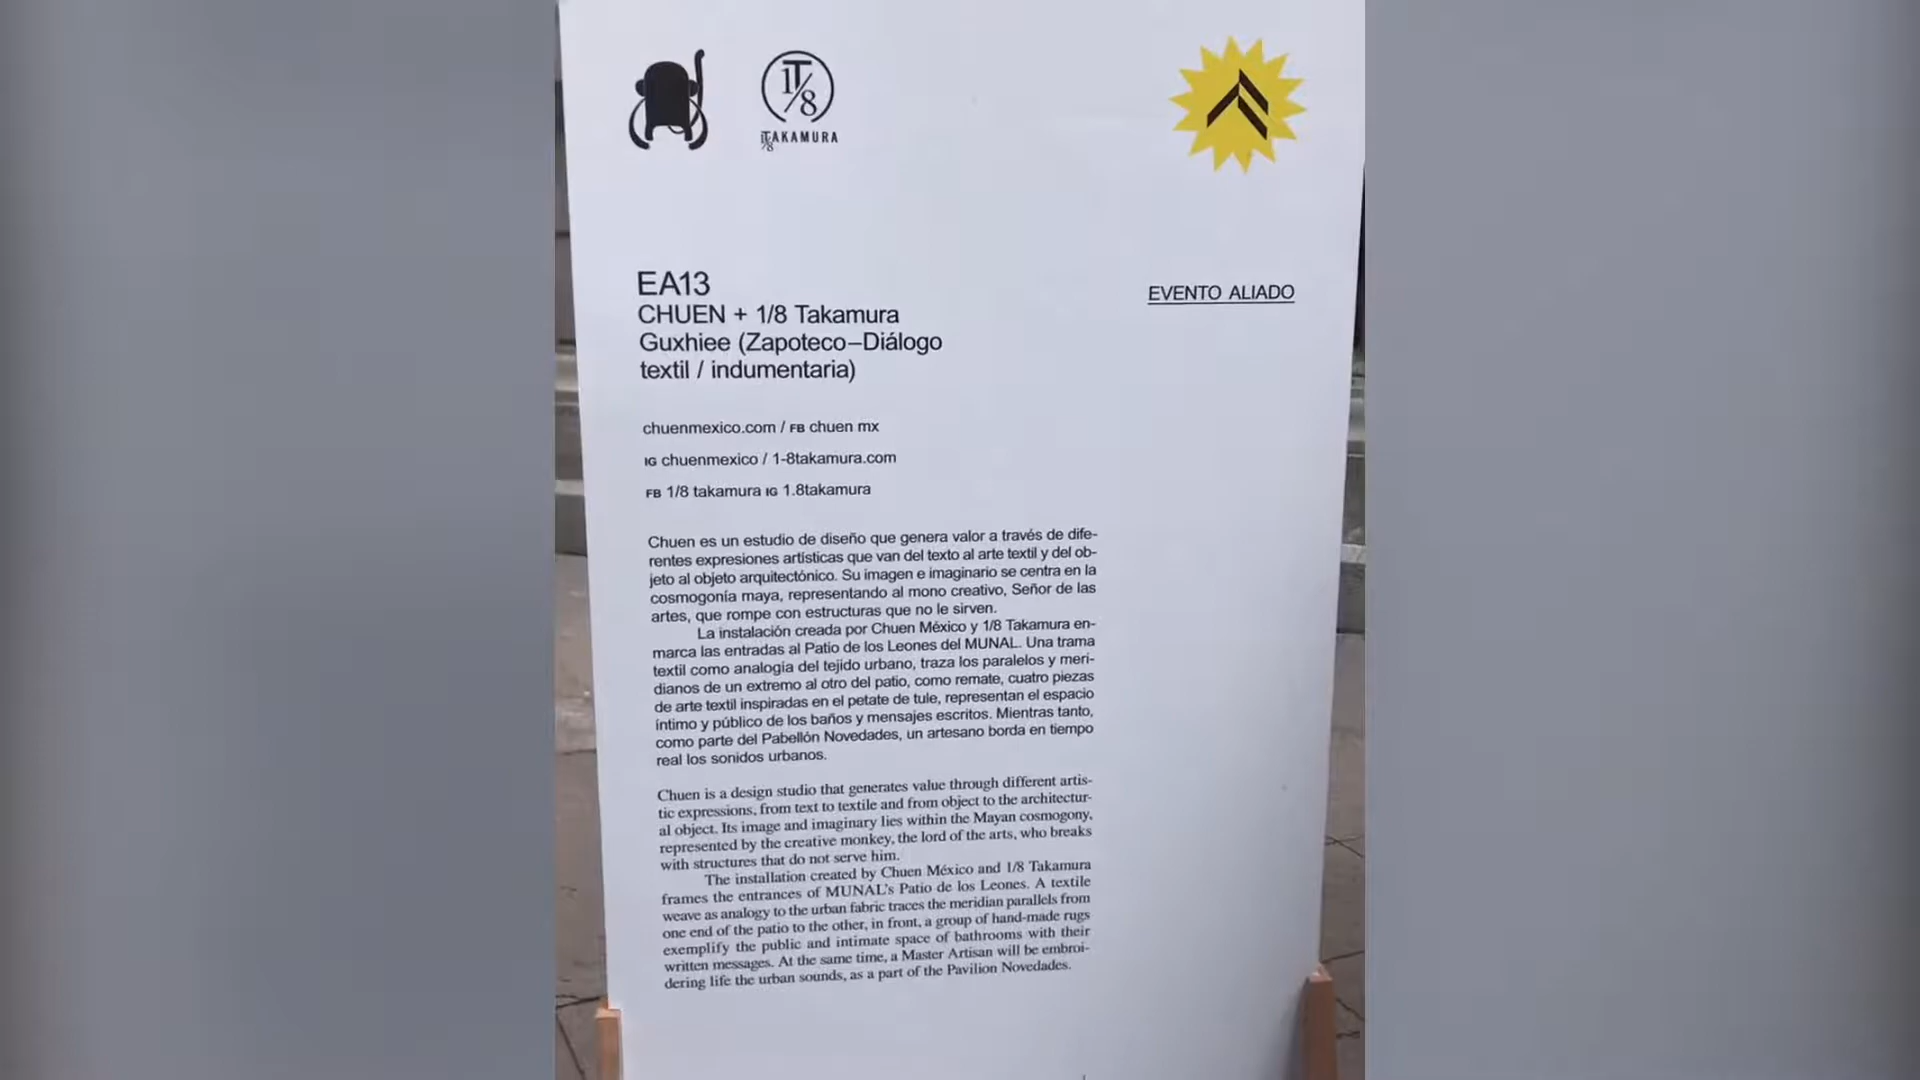 1T/8
1/8 TAKAMURA
EA13
CHUEN + 1/8 Takamura
Guxhiee (Zapoteco–Diálogo
textil / indumentaria)
EVENTO ALIADO
chuenmexico.com / FB chuen mx
IG chuenmexico / 1-8takamura.com
FB 1/8 takamura IG 1.8takamura
Chuen es un estudio de diseño que genera valor a través de dife-
rentes expresiones artísticas que van del texto al arte textil y del ob-
jeto al objeto arquitectónico. Su imagen e imaginario se centra en la
cosmogonía maya, representando al mono creativo, Señor de las
artes, que rompe con estructuras que no le sirven.
La instalación creada por Chuen México y 1/8 Takamura en-
marca las entradas al Patio de los Leones del MUNAL. Una trama
textil como analogía del tejido urbano, traza los paralelos y meri-
dianos de un extremo al otro del patio, como remate, cuatro piezas
de arte textil inspiradas en el petate de tule, representan el espacio
íntimo y público de los baños y mensajes escritos. Mientras tanto,
como parte del Pabellón Novedades, un artesano borda en tiempo
real los sonidos urbanos.
Chuen is a design studio that generates value through different artis-
tic expressions, from text to textile and from object to the architectur-
al object. Its image and imaginary lies within the Mayan cosmogony,
represented by the creative monkey, the lord of the arts, who breaks
with structures that do not serve him.
The installation created by Chuen México and 1/8 Takamura
frames the entrances of MUNAL's Patio de los Leones. A textile
weave as analogy to the urban fabric traces the meridian parallels from
one end of the patio to the other, in front, a group of hand-made rugs
exemplify the public and intimate space of bathrooms with their
written messages. At the same time, a Master Artisan will be embroi-
dering life the urban sounds, as a part of the Pavilion Novedades.